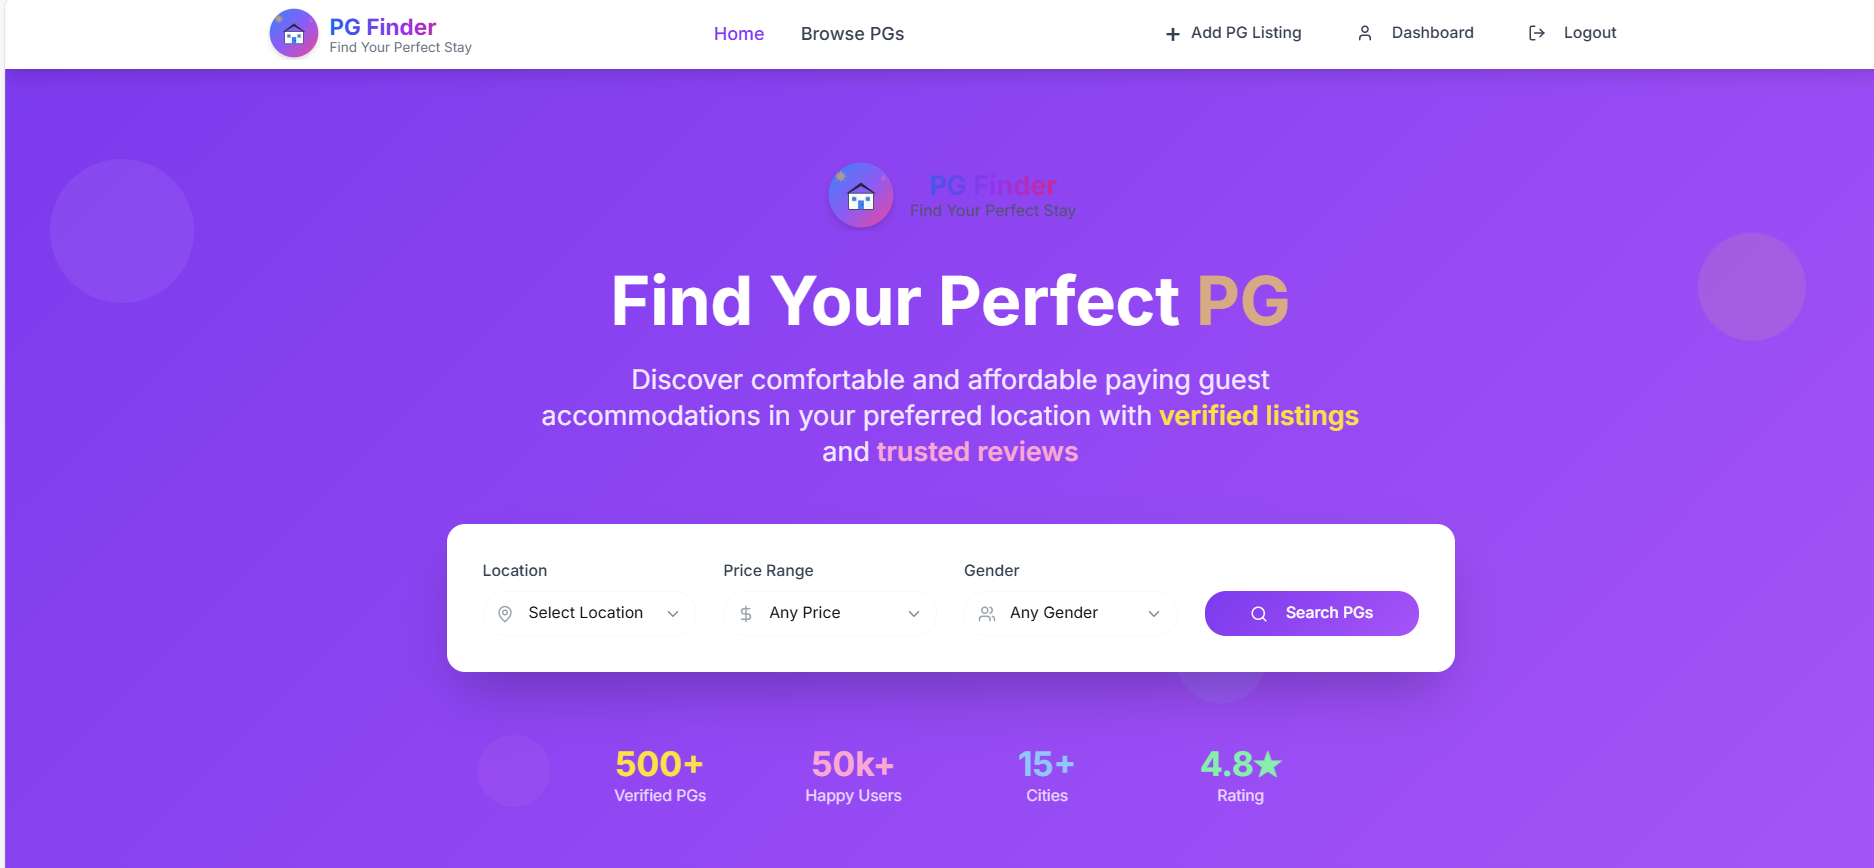 PG Finder
Find Your Perfect Stay
Home
Browse PGs
Add PG Listing
Dashboard
Logout
PG Finder
Find Your Perfect Stay
Find Your Perfect PG
Discover comfortable and affordable paying guest
accommodations in your preferred location with verified listings
and trusted reviews
Location
Price Range
Gender
Select Location
Any Price
Any Gender
Search PGs
500+
50k+
15+
4.8★
Verified PGs
Happy Users
Cities
Rating